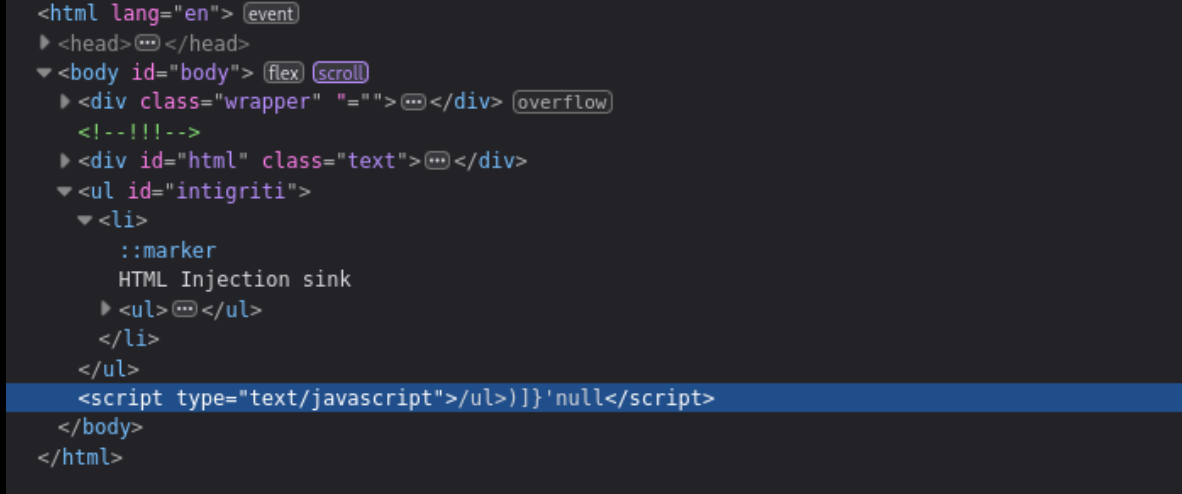 <html lang="en"> event
<head>···</head>
<body id="body"> flex scroll
<div class="wrapper" "="">···</div> overflow
<!--!!!-->
<div id="html" class="text">···</div>
<ul id="intigriti">
<li>
::marker
HTML Injection sink
<ul>···</ul>
</li>
</ul>
<script type="text/javascript">/ul>)]}'null</script>
</body>
</html>